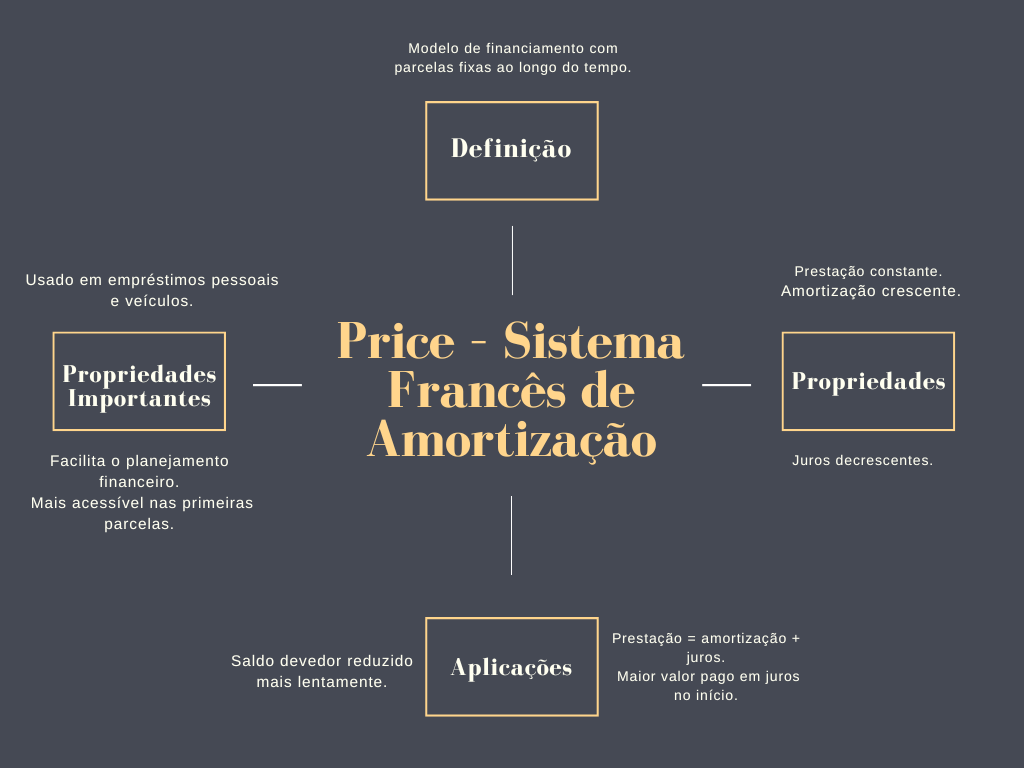 Modelo de financiamento com
parcelas fixas ao longo do tempo.
Definição
Usado em empréstimos pessoais
e veículos.
Propriedades
Importantes
Facilita o planejamento
financeiro.
Mais acessível nas primeiras
parcelas.
Price - Sistema
Francês de
Amortização
Prestação constante.
Amortização crescente.
Propriedades
Juros decrescentes.
Saldo devedor reduzido
mais lentamente.
Aplicações
Prestação = amortização +
juros.
Maior valor pago em juros
no início.